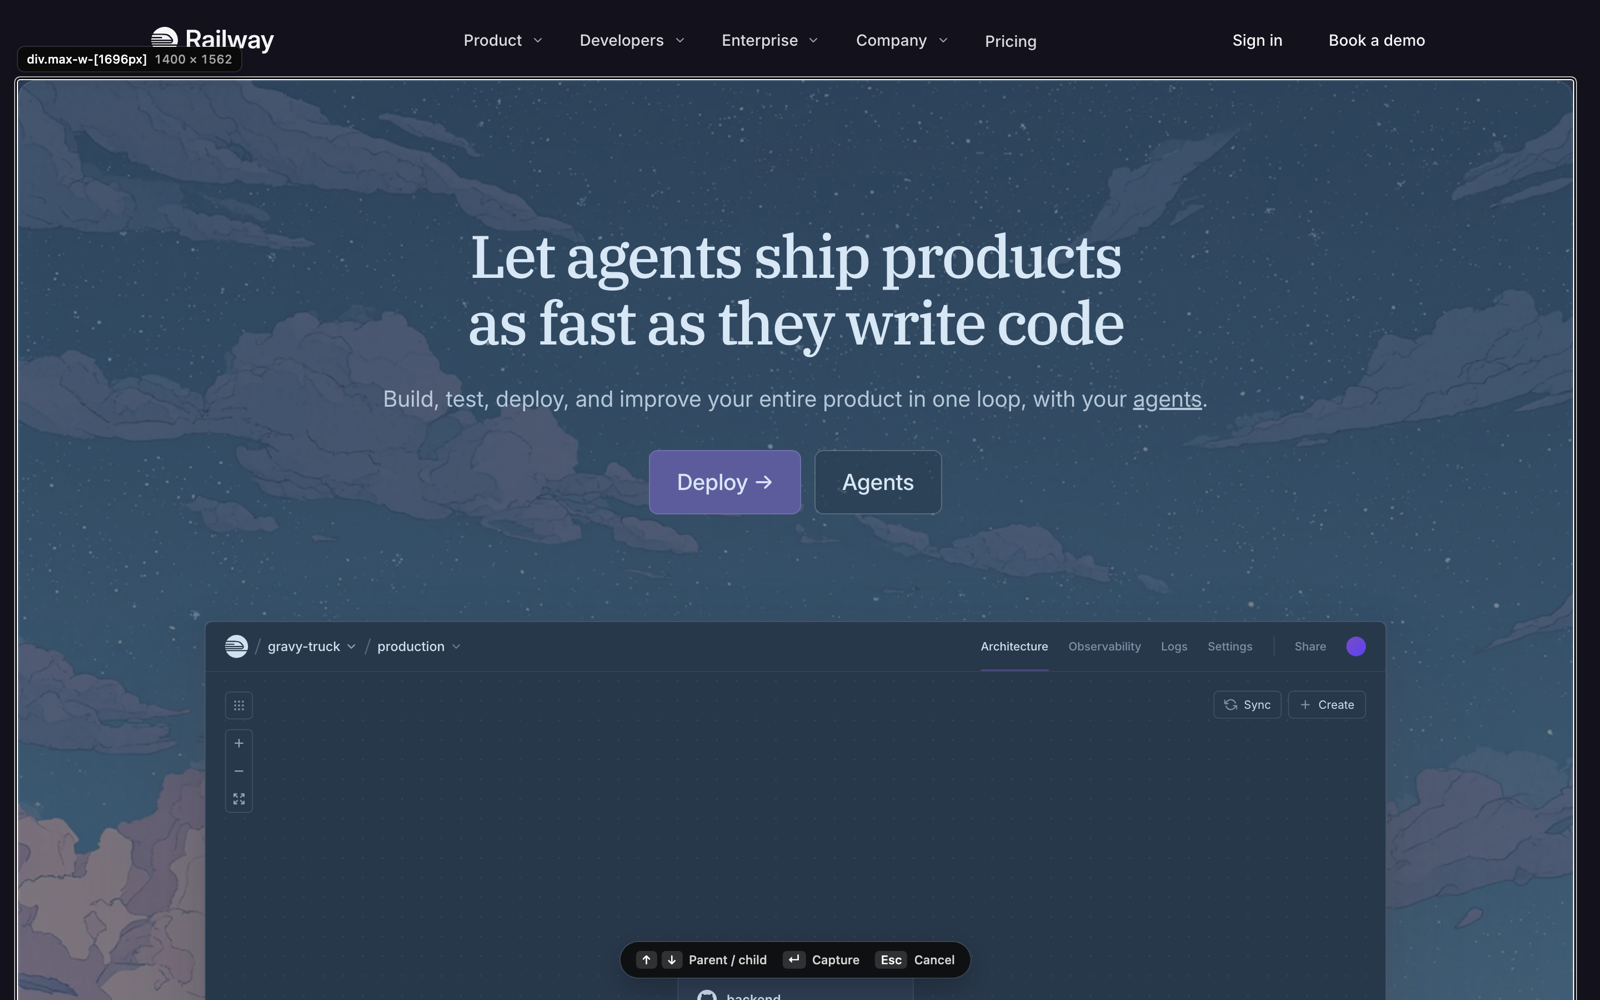 Railway
Product
Developers
Enterprise
Company
Pricing
Sign in
Book a demo
div.max-w-[1696px] 1400 × 1562
Let agents ship products
as fast as they write code
Build, test, deploy, and improve your entire product in one loop, with your agents.
Deploy →
Agents
/ gravy-truck / production
Architecture
Observability
Logs
Settings
Share
Sync
+ Create
↑ ↓ Parent / child ↵ Capture Esc Cancel
backend